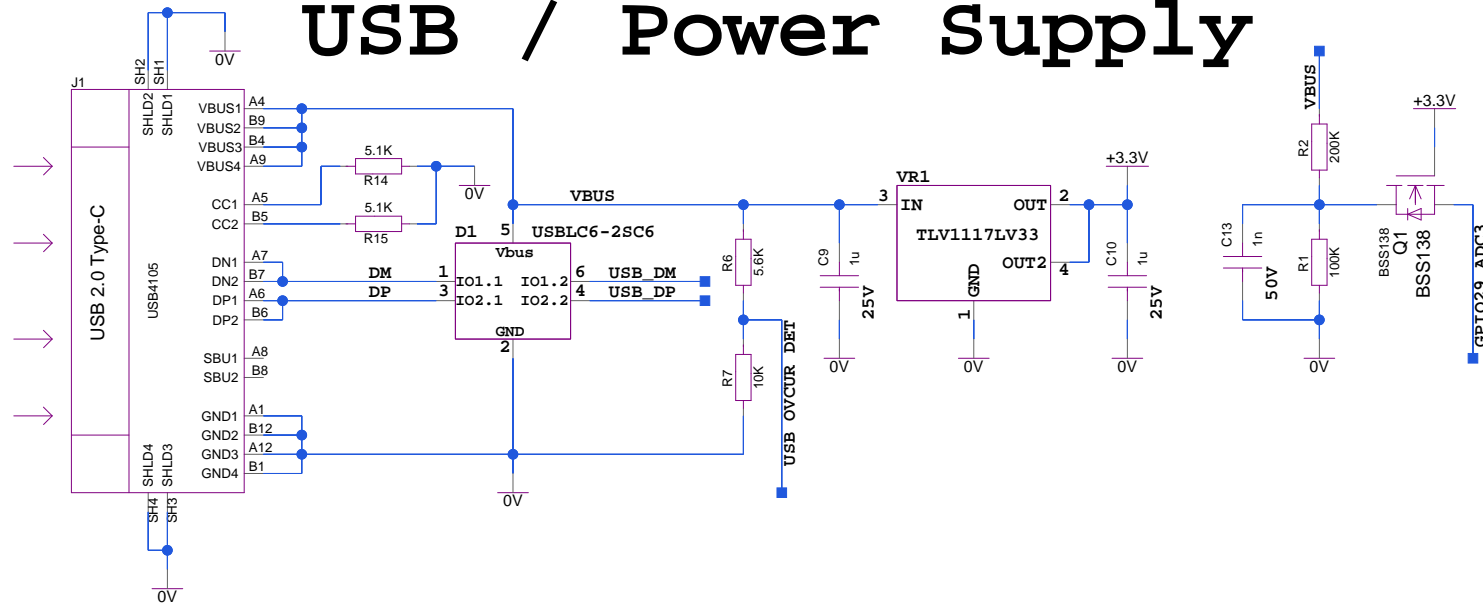 USB / Power Supply
J1
SH2
SH1
SHLD2
SHLD1
0V
USB 2.0 Type-C
USB4105
VBUS1 A4
VBUS2 B9
VBUS3 B4
VBUS4 A9
CC1 A5
CC2 B5
DN1 A7
DN2 B7
DP1 A6
DP2 B6
SBU1 A8
SBU2 B8
GND1 A1
GND2 B12
GND3 A12
GND4 B1
SHLD4
SHLD3
SH4
SH3
0V
5.1K
R14
5.1K
R15
0V
DM
DP
D1
5
USBLC6-2SC6
Vbus
1 IO1.1 IO1.2 6
3 IO2.1 IO2.2 4
GND
2
0V
USB_DM
USB_DP
VBUS
R6
5.6K
R7
10K
USB OVCUR DET
C9
1u
25V
0V
VR1
3 IN OUT 2
TLV1117LV33
OUT2 4
GND
1
0V
+3.3V
C10
1u
25V
0V
VBUS
R2
200K
C13
1n
50V
R1
100K
0V
+3.3V
BSS138
Q1
BSS138
GPIO29_ADC3